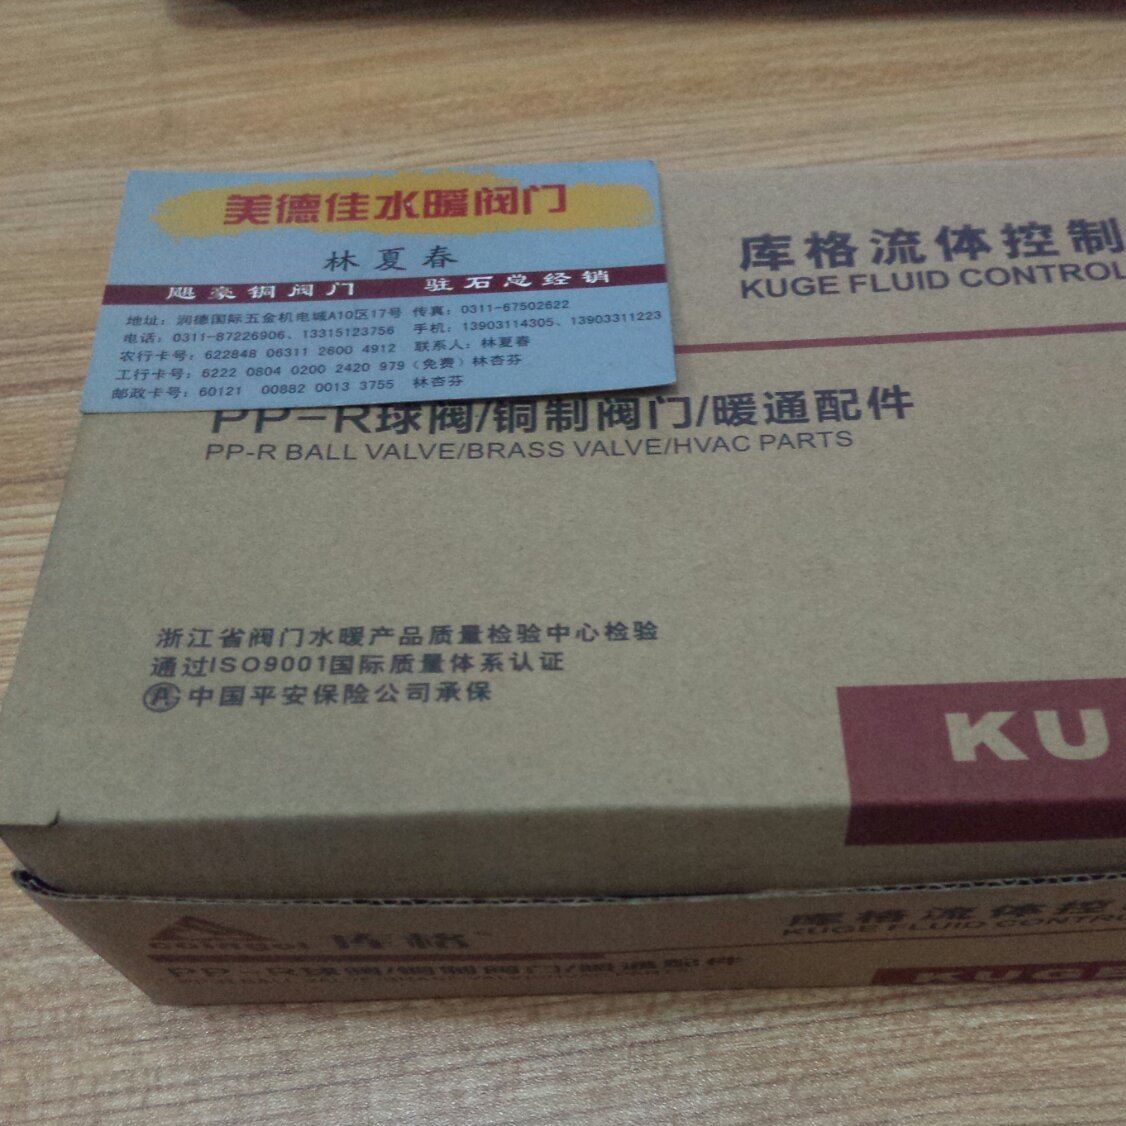 美德佳水暖阀门
林夏春
飓豪铜阀门 驻石总经销
地址：润德国际五金机电城A10区17号 传真：0311-67502622
电话：0311-87226906、13315123756 手机：13903114305、13903311223
农行卡号：622848 06311 2600 4912 联系人：林夏春
工行卡号：6222 0804 0200 2420 979（免费）林杏芬
邮政卡号：60121 00882 0013 3755 林杏芬
库格流体控制
KUGE FLUID CONTROL
PP-R球阀/铜制阀门/暖通配件
PP-R BALL VALVE/BRASS VALVE/HVAC PARTS
浙江省阀门水暖产品质量检验中心检验
通过ISO9001国际质量体系认证
中国平安保险公司承保
KU
库格
库格流体控
KUGE FLUID CONTRO
PP-R球阀/铜制阀门/暖通配件
KUGE